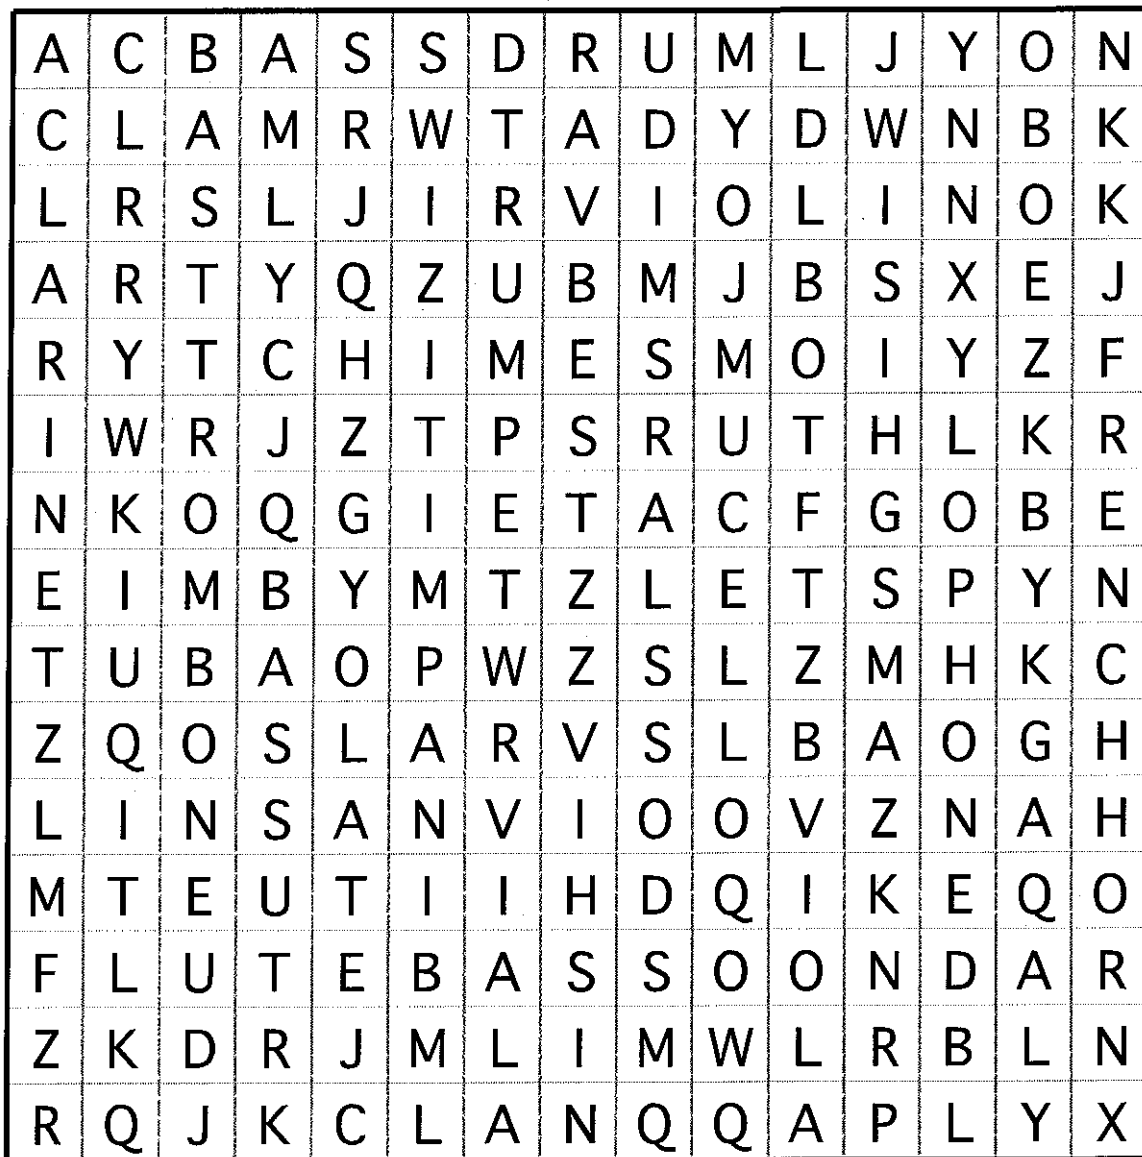 A C B A S S D R U M L J Y O N
C L A M R W T A D Y D W N B K
L R S L J I R V I O L I N O K
A R T Y Q Z U B M J B S X E J
R Y T C H I M E S M O I Y Z F
I W R J Z T P S R U T H L K R
N K O Q G I E T A C F G O B E
E I M B Y M T Z L E T S P Y N
T U B A O P W Z S L Z M H K C
Z Q O S L A R V S L B A O G H
L I N S A N V I O O V Z N A H
M T E U T I I H D Q I K E Q O
F L U T E B A S S O O N D A R
Z K D R J M L I M W L R B L N
R Q J K C L A N Q Q A P L Y X